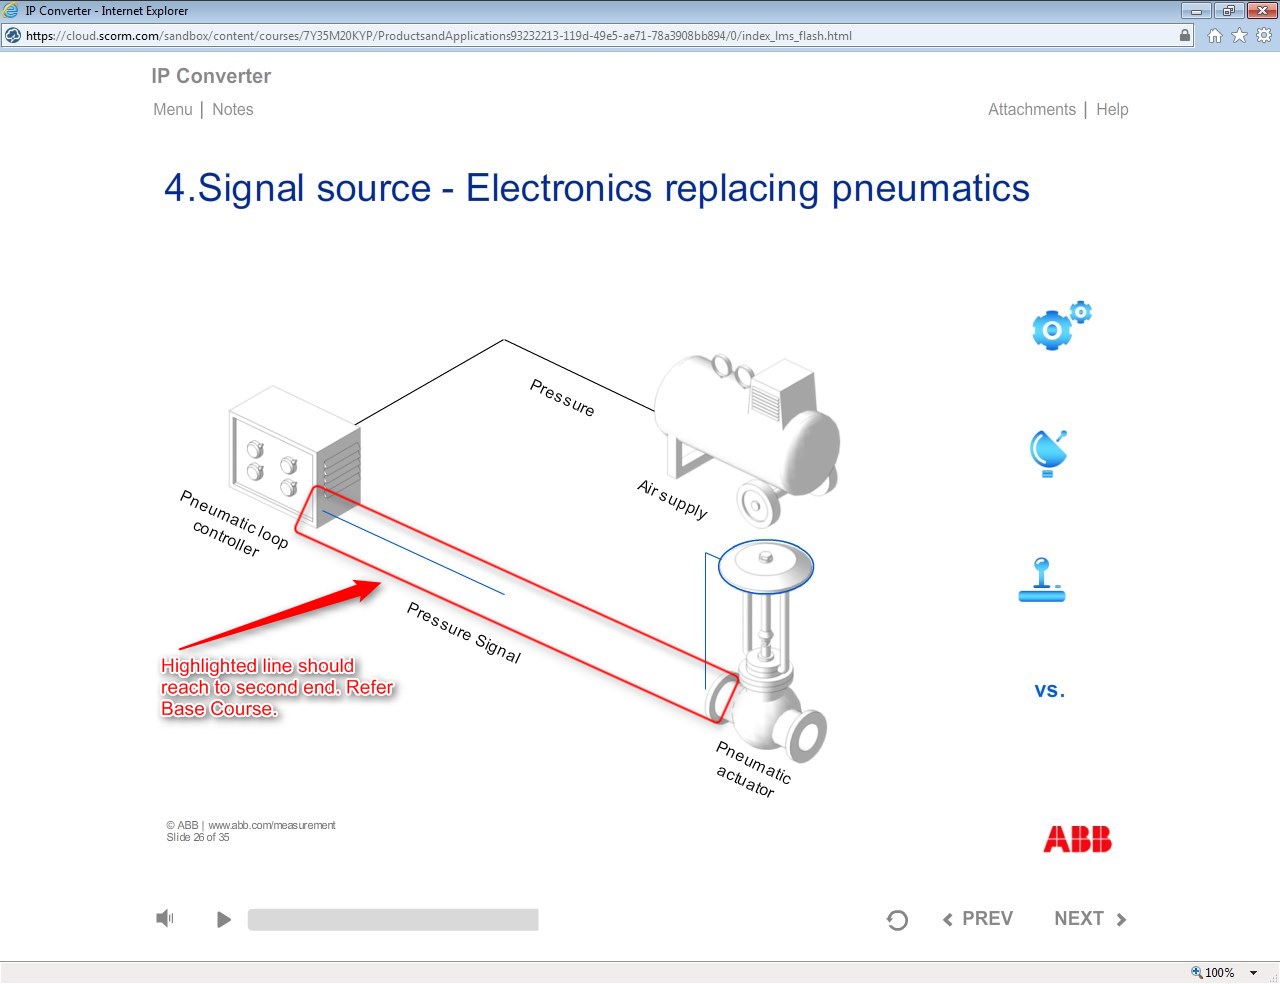 IP Converter - Internet Explorer
https://cloud.scorm.com/sandbox/content/courses/7Y35M20KYP/ProductsandApplications93232213-119d-49e5-ae71-78a3908bb894/0/index_lms_flash.html
IP Converter
Menu | Notes
Attachments | Help
4.Signal source - Electronics replacing pneumatics
Pressure
Air supply
Pneumatic loop
controller
Pressure Signal
Highlighted line should
reach to second end. Refer
Base Course.
vs.
Pneumatic
actuator
© ABB | www.abb.com/measurement
Slide 26 of 35
ABB
PREV
NEXT
100%